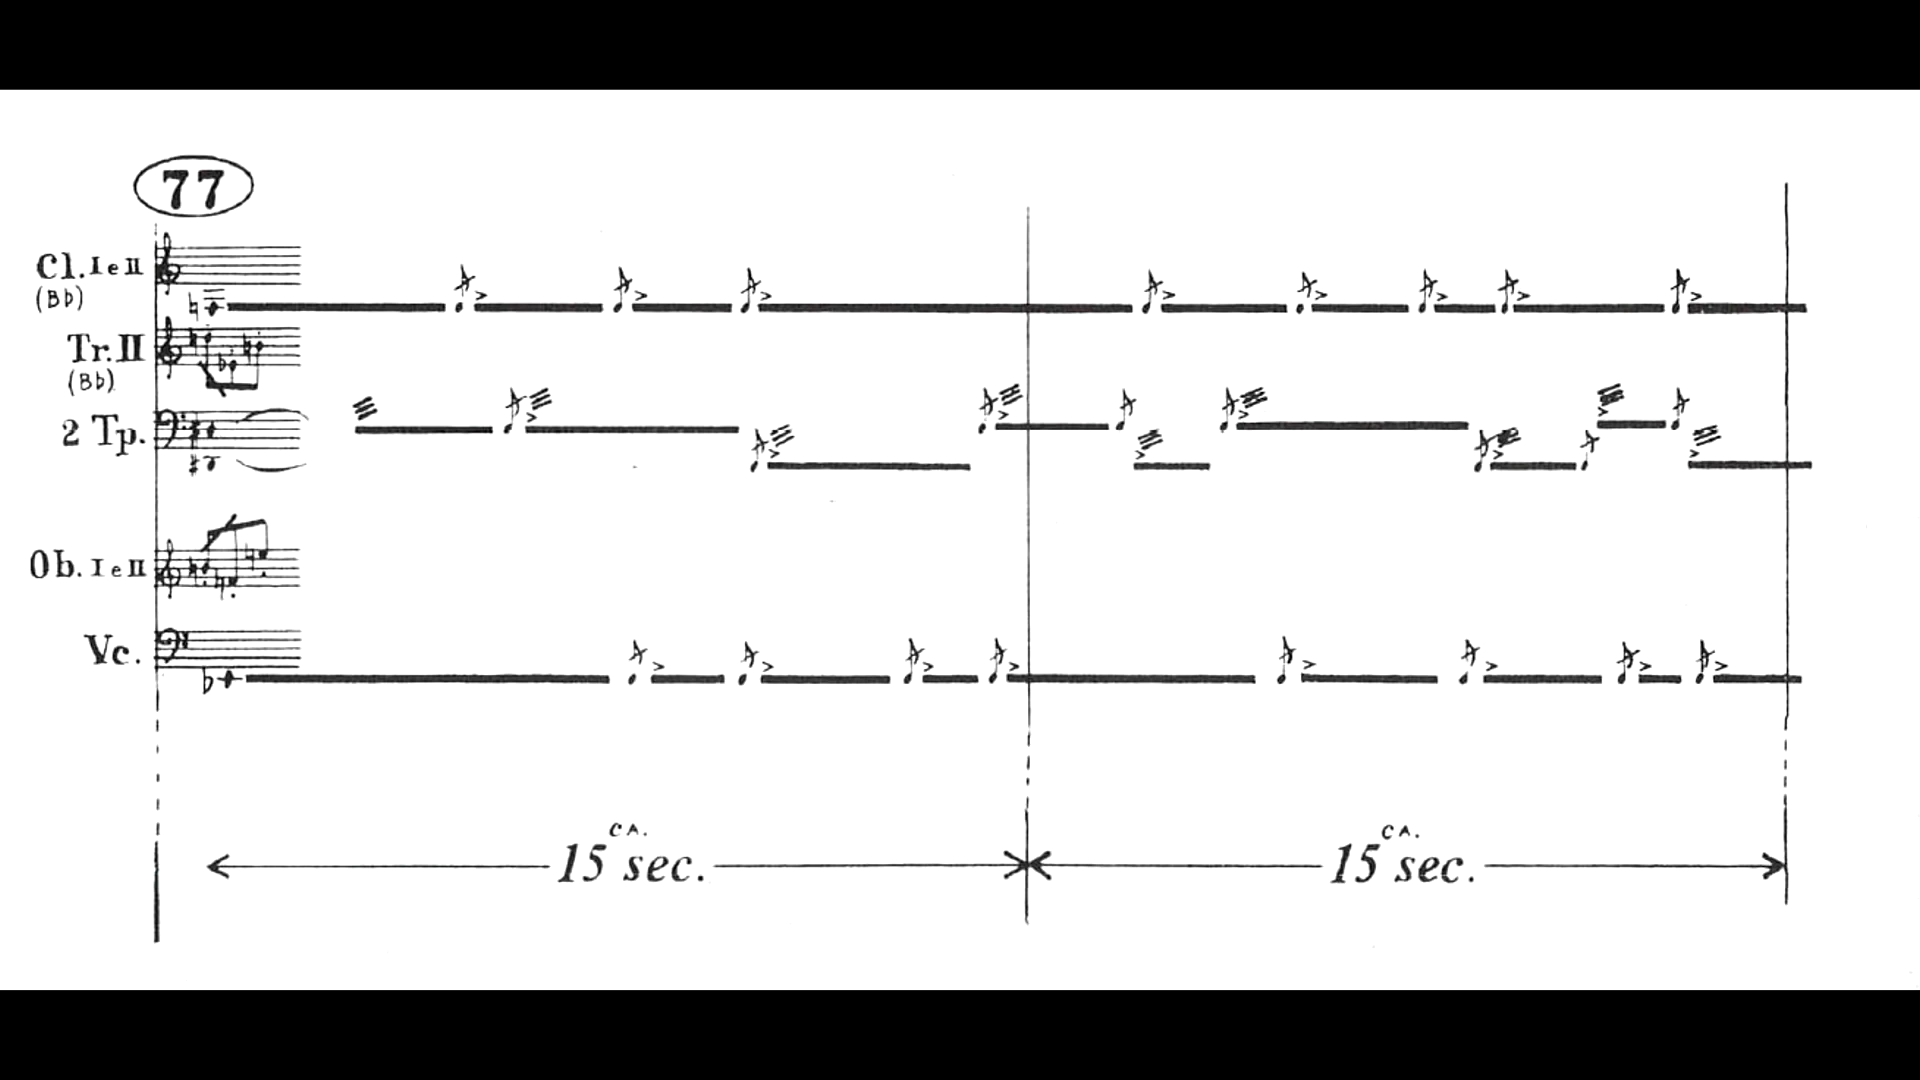 77
Cl. I e II
(Bb)
Tr. II
(Bb)
2 Tp.
Ob. I e II
Vc.
CA. CA.
15 sec. 15 sec.